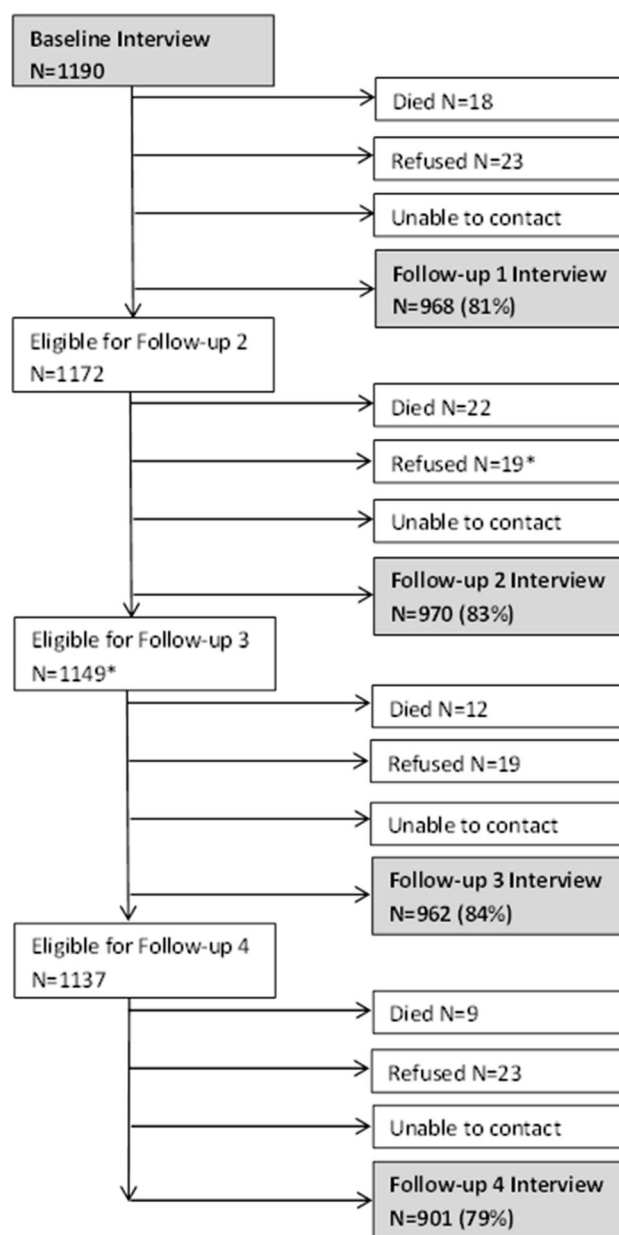 Baseline Interview
N=1190
Died N=18
Refused N=23
Unable to contact
Follow-up 1 Interview
N=968 (81%)
Eligible for Follow-up 2
N=1172
Died N=22
Refused N=19*
Unable to contact
Follow-up 2 Interview
N=970 (83%)
Eligible for Follow-up 3
N=1149*
Died N=12
Refused N=19
Unable to contact
Follow-up 3 Interview
N=962 (84%)
Eligible for Follow-up 4
N=1137
Died N=9
Refused N=23
Unable to contact
Follow-up 4 Interview
N=901 (79%)